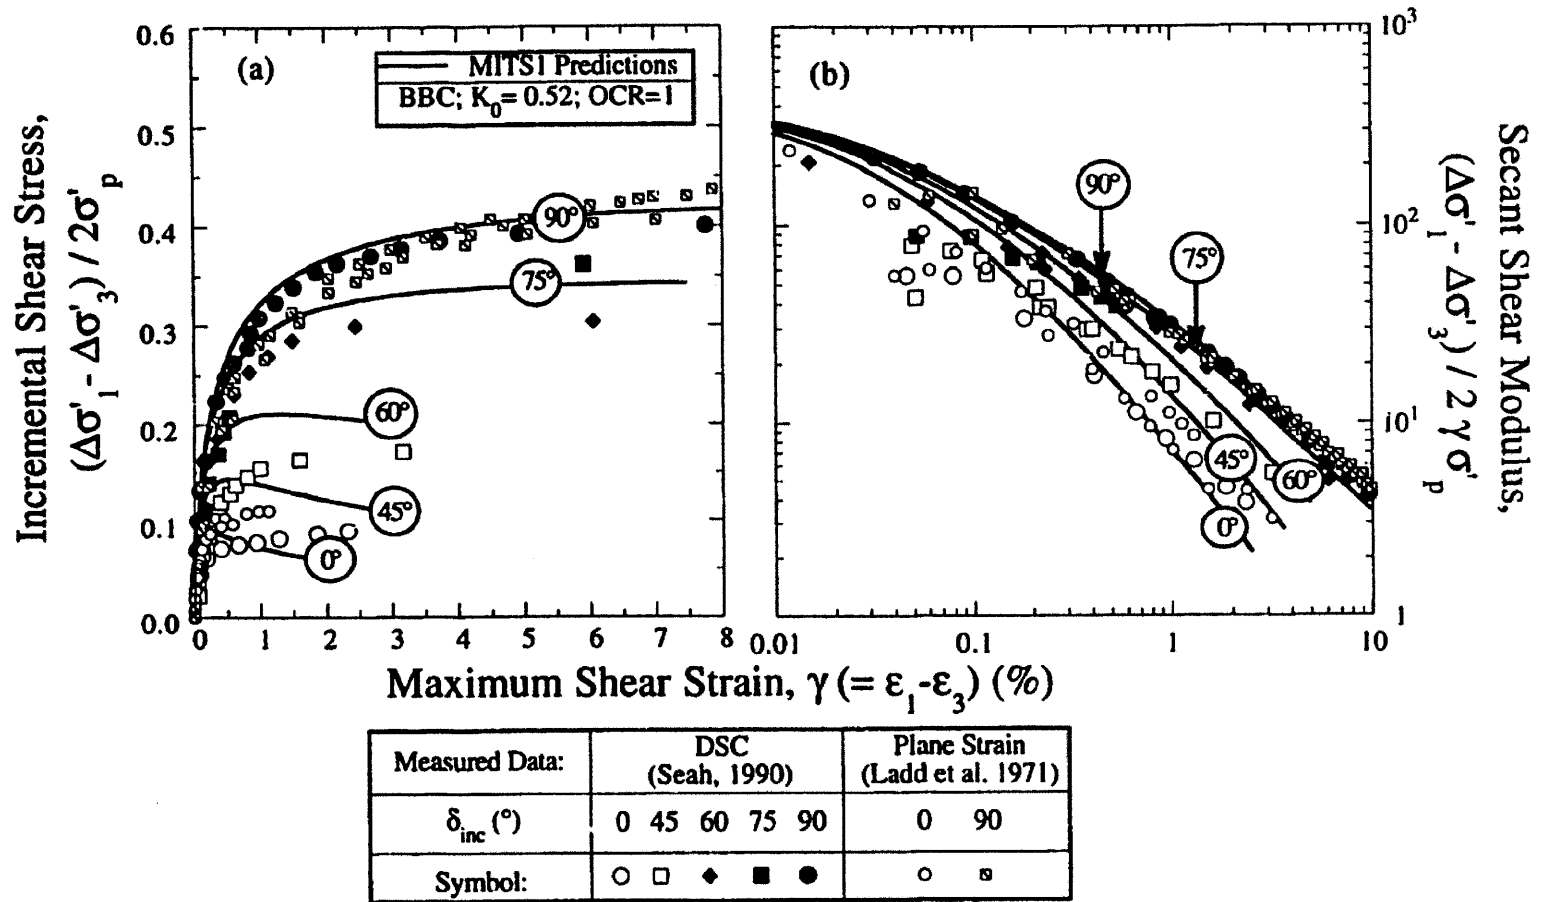 Incremental Shear Stress,
(Δσ'1 - Δσ'3) / 2σ'p
0.6
0.5
0.4
0.3
0.2
0.1
0.0
(a)
MITS1 Predictions
BBC; K0= 0.52; OCR=1
90°
75°
60°
45°
0°
0 1 2 3 4 5 6 7 8
(b)
90°
75°
45°
60°
0°
0.01 0.1 1 10
10³
10²
10¹
1
Secant Shear Modulus,
(Δσ'1 - Δσ'3) / 2 γ σ'p
Maximum Shear Strain, γ (= ε1-ε3) (%)
Measured Data:
DSC
(Seah, 1990)
Plane Strain
(Ladd et al. 1971)
δinc (°)
0 45 60 75 90
0 90
Symbol: